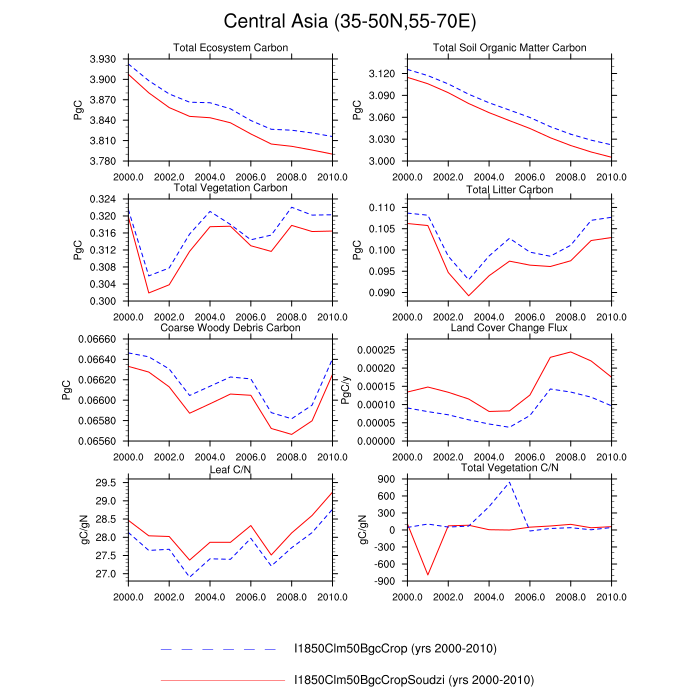 Central Asia (35-50N,55-70E)
Total Ecosystem Carbon
Total Soil Organic Matter Carbon
3.930
3.900
3.870
3.840
3.810
3.780
PgC
2000.0 2002.0 2004.0 2006.0 2008.0 2010.0
3.120
3.090
3.060
3.030
3.000
PgC
2000.0 2002.0 2004.0 2006.0 2008.0 2010.0
Total Vegetation Carbon
Total Litter Carbon
0.324
0.320
0.316
0.312
0.308
0.304
0.300
PgC
2000.0 2002.0 2004.0 2006.0 2008.0 2010.0
0.110
0.105
0.100
0.095
0.090
PgC
2000.0 2002.0 2004.0 2006.0 2008.0 2010.0
Coarse Woody Debris Carbon
Land Cover Change Flux
0.06660
0.06640
0.06620
0.06600
0.06580
0.06560
PgC
2000.0 2002.0 2004.0 2006.0 2008.0 2010.0
0.00025
0.00020
0.00015
0.00010
0.00005
0.00000
PgC/y
2000.0 2002.0 2004.0 2006.0 2008.0 2010.0
Leaf C/N
Total Vegetation C/N
29.5
29.0
28.5
28.0
27.5
27.0
gC/gN
2000.0 2002.0 2004.0 2006.0 2008.0 2010.0
900
600
300
0
-300
-600
-900
gC/gN
2000.0 2002.0 2004.0 2006.0 2008.0 2010.0
I1850Clm50BgcCrop (yrs 2000-2010)
I1850Clm50BgcCropSoudzi (yrs 2000-2010)